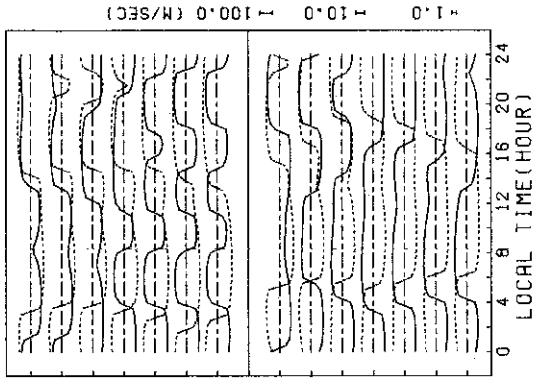 ⊢ 100.0 (M/SEC) ⊢ 10.0 ⊢ 1.0
0 4 8 12 16 20 24
LOCAL TIME(HOUR)